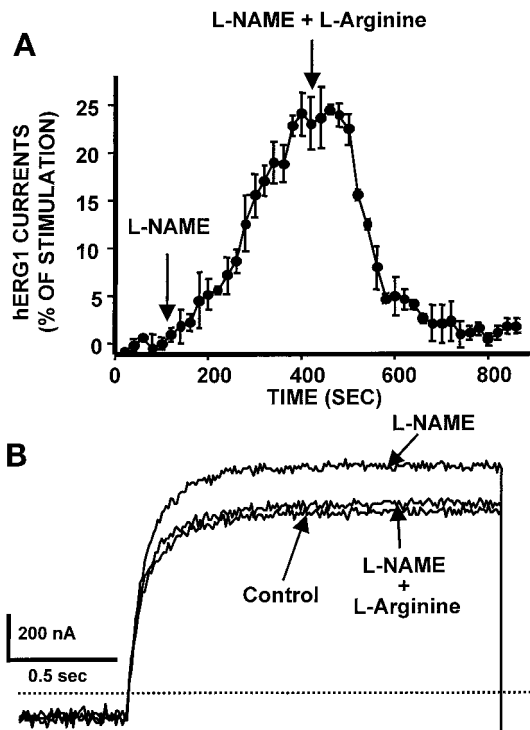 L-NAME + L-Arginine
A
hERG1 CURRENTS
(% OF STIMULATION)
25
20
15
10
5
0
L-NAME
0
200
400
600
800
TIME (SEC)
B
L-NAME
Control
L-NAME
+
L-Arginine
200 nA
0.5 sec